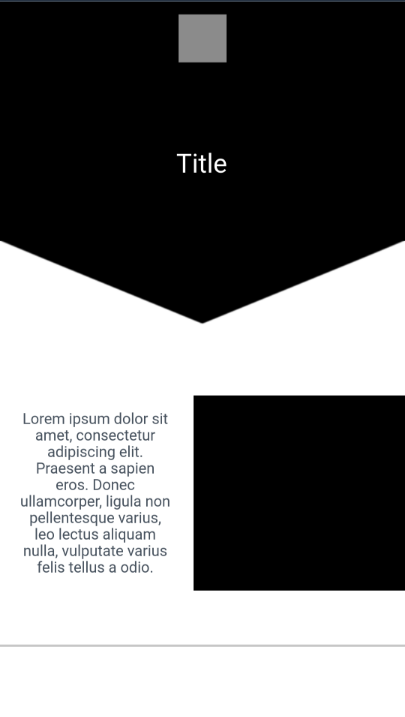 Title
Lorem ipsum dolor sit
amet, consectetur
adipiscing elit.
Praesent a sapien
eros. Donec
ullamcorper, ligula non
pellentesque varius,
leo lectus aliquam
nulla, vulputate varius
felis tellus a odio.